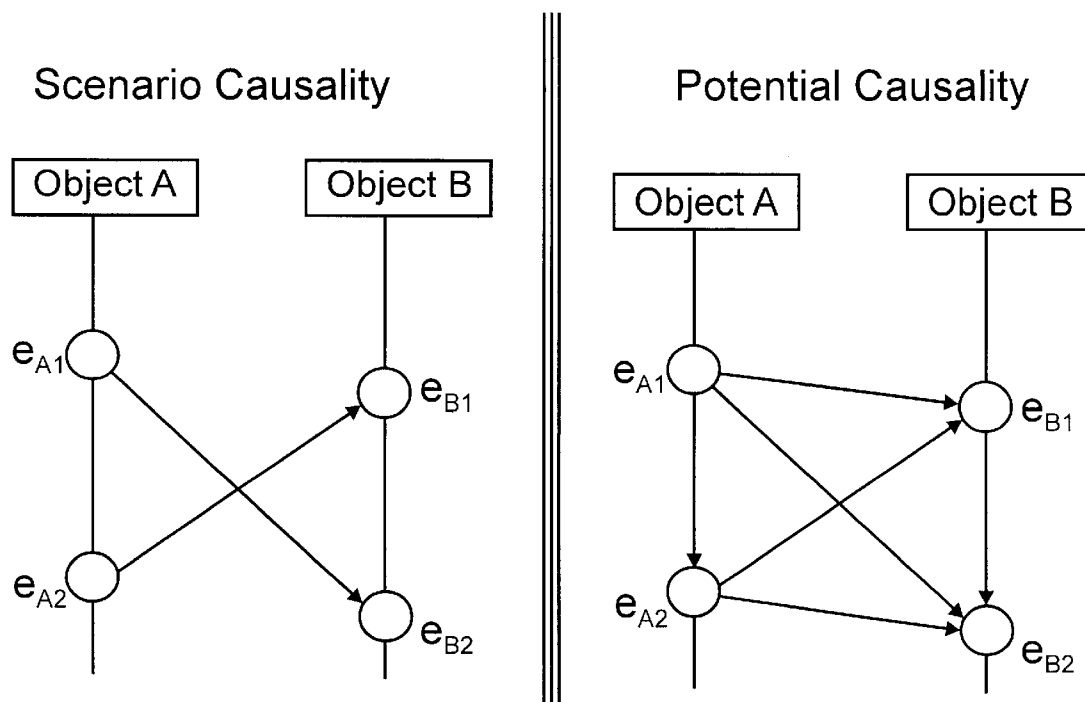 Scenario Causality
Object A
Object B
eA1
eB1
eA2
eB2
Potential Causality
Object A
Object B
eA1
eB1
eA2
eB2